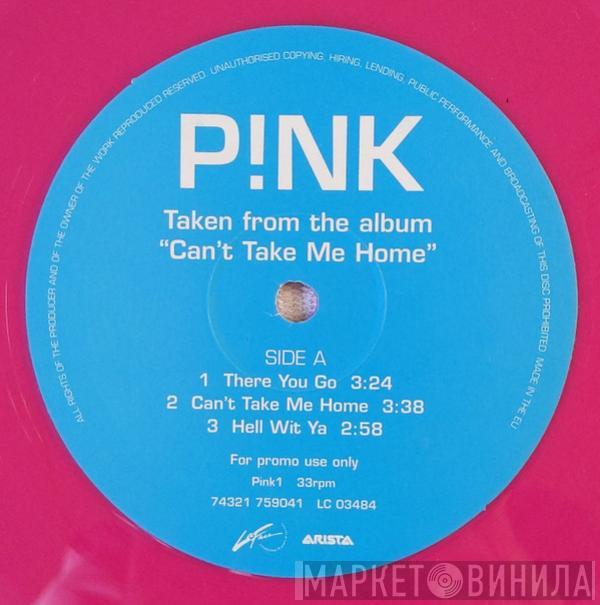 ALL RIGHTS OF THE PRODUCER AND OF THE OWNER OF THE WORK REPRODUCED RESERVED. UNAUTHORISED COPYING, HIRING, LENDING, PUBLIC PERFORMANCE AND BROADCASTING OF THIS DISC PROHIBITED. MADE IN THE EU
P!NK
Taken from the album
“Can't Take Me Home”
SIDE A
1 There You Go 3:24
2 Can't Take Me Home 3:38
3 Hell Wit Ya 2:58
For promo use only
Pink1 33rpm
74321 759041 LC 03484
LaFace ARISTA
МАРКЕТ ВИНИЛА